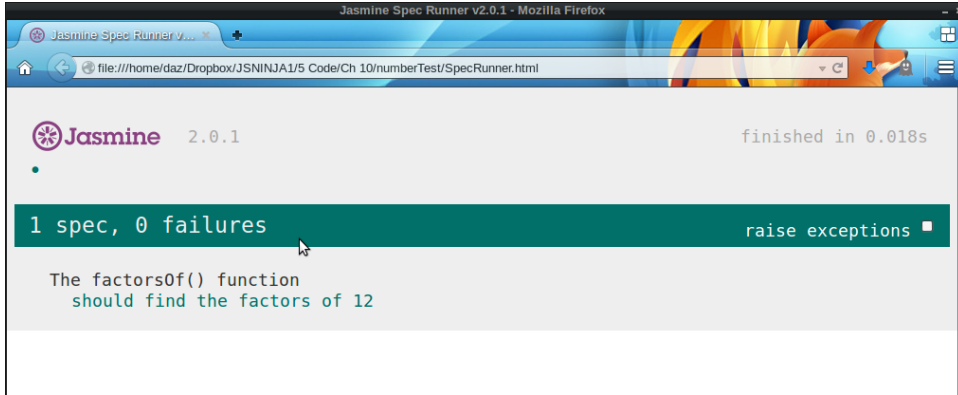 Jasmine Spec Runner v2.0.1 - Mozilla Firefox
Jasmine Spec Runner v...
file:///home/daz/Dropbox/JSNINJA1/5 Code/Ch 10/numberTest/SpecRunner.html
Jasmine 2.0.1 finished in 0.018s
1 spec, 0 failures raise exceptions
The factorsOf() function
should find the factors of 12